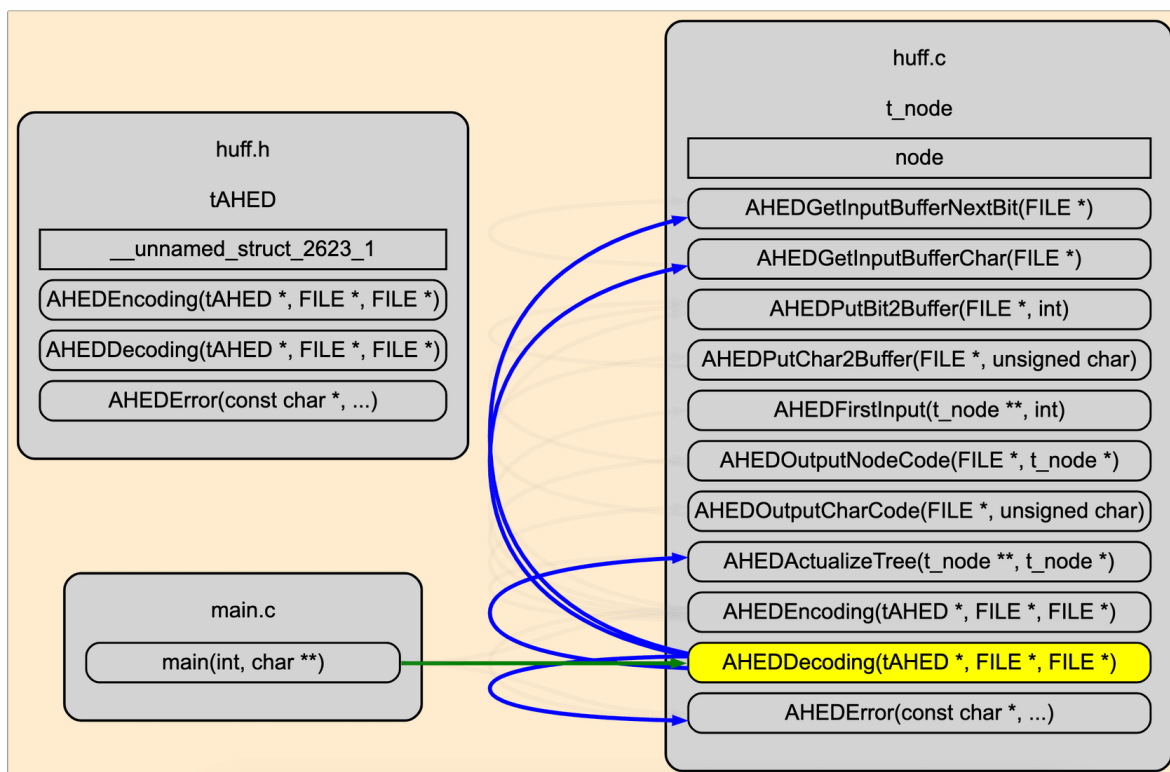 huff.h
tAHED
__unnamed_struct_2623_1
AHEDEncoding(tAHED *, FILE *, FILE *)
AHEDDecoding(tAHED *, FILE *, FILE *)
AHEDError(const char *, ...)
main.c
main(int, char **)
huff.c
t_node
node
AHEDGetInputBufferNextBit(FILE *)
AHEDGetInputBufferChar(FILE *)
AHEDPutBit2Buffer(FILE *, int)
AHEDPutChar2Buffer(FILE *, unsigned char)
AHEDFirstInput(t_node **, int)
AHEDOutputNodeCode(FILE *, t_node *)
AHEDOutputCharCode(FILE *, unsigned char)
AHEDActualizeTree(t_node **, t_node *)
AHEDEncoding(tAHED *, FILE *, FILE *)
AHEDDecoding(tAHED *, FILE *, FILE *)
AHEDError(const char *, ...)